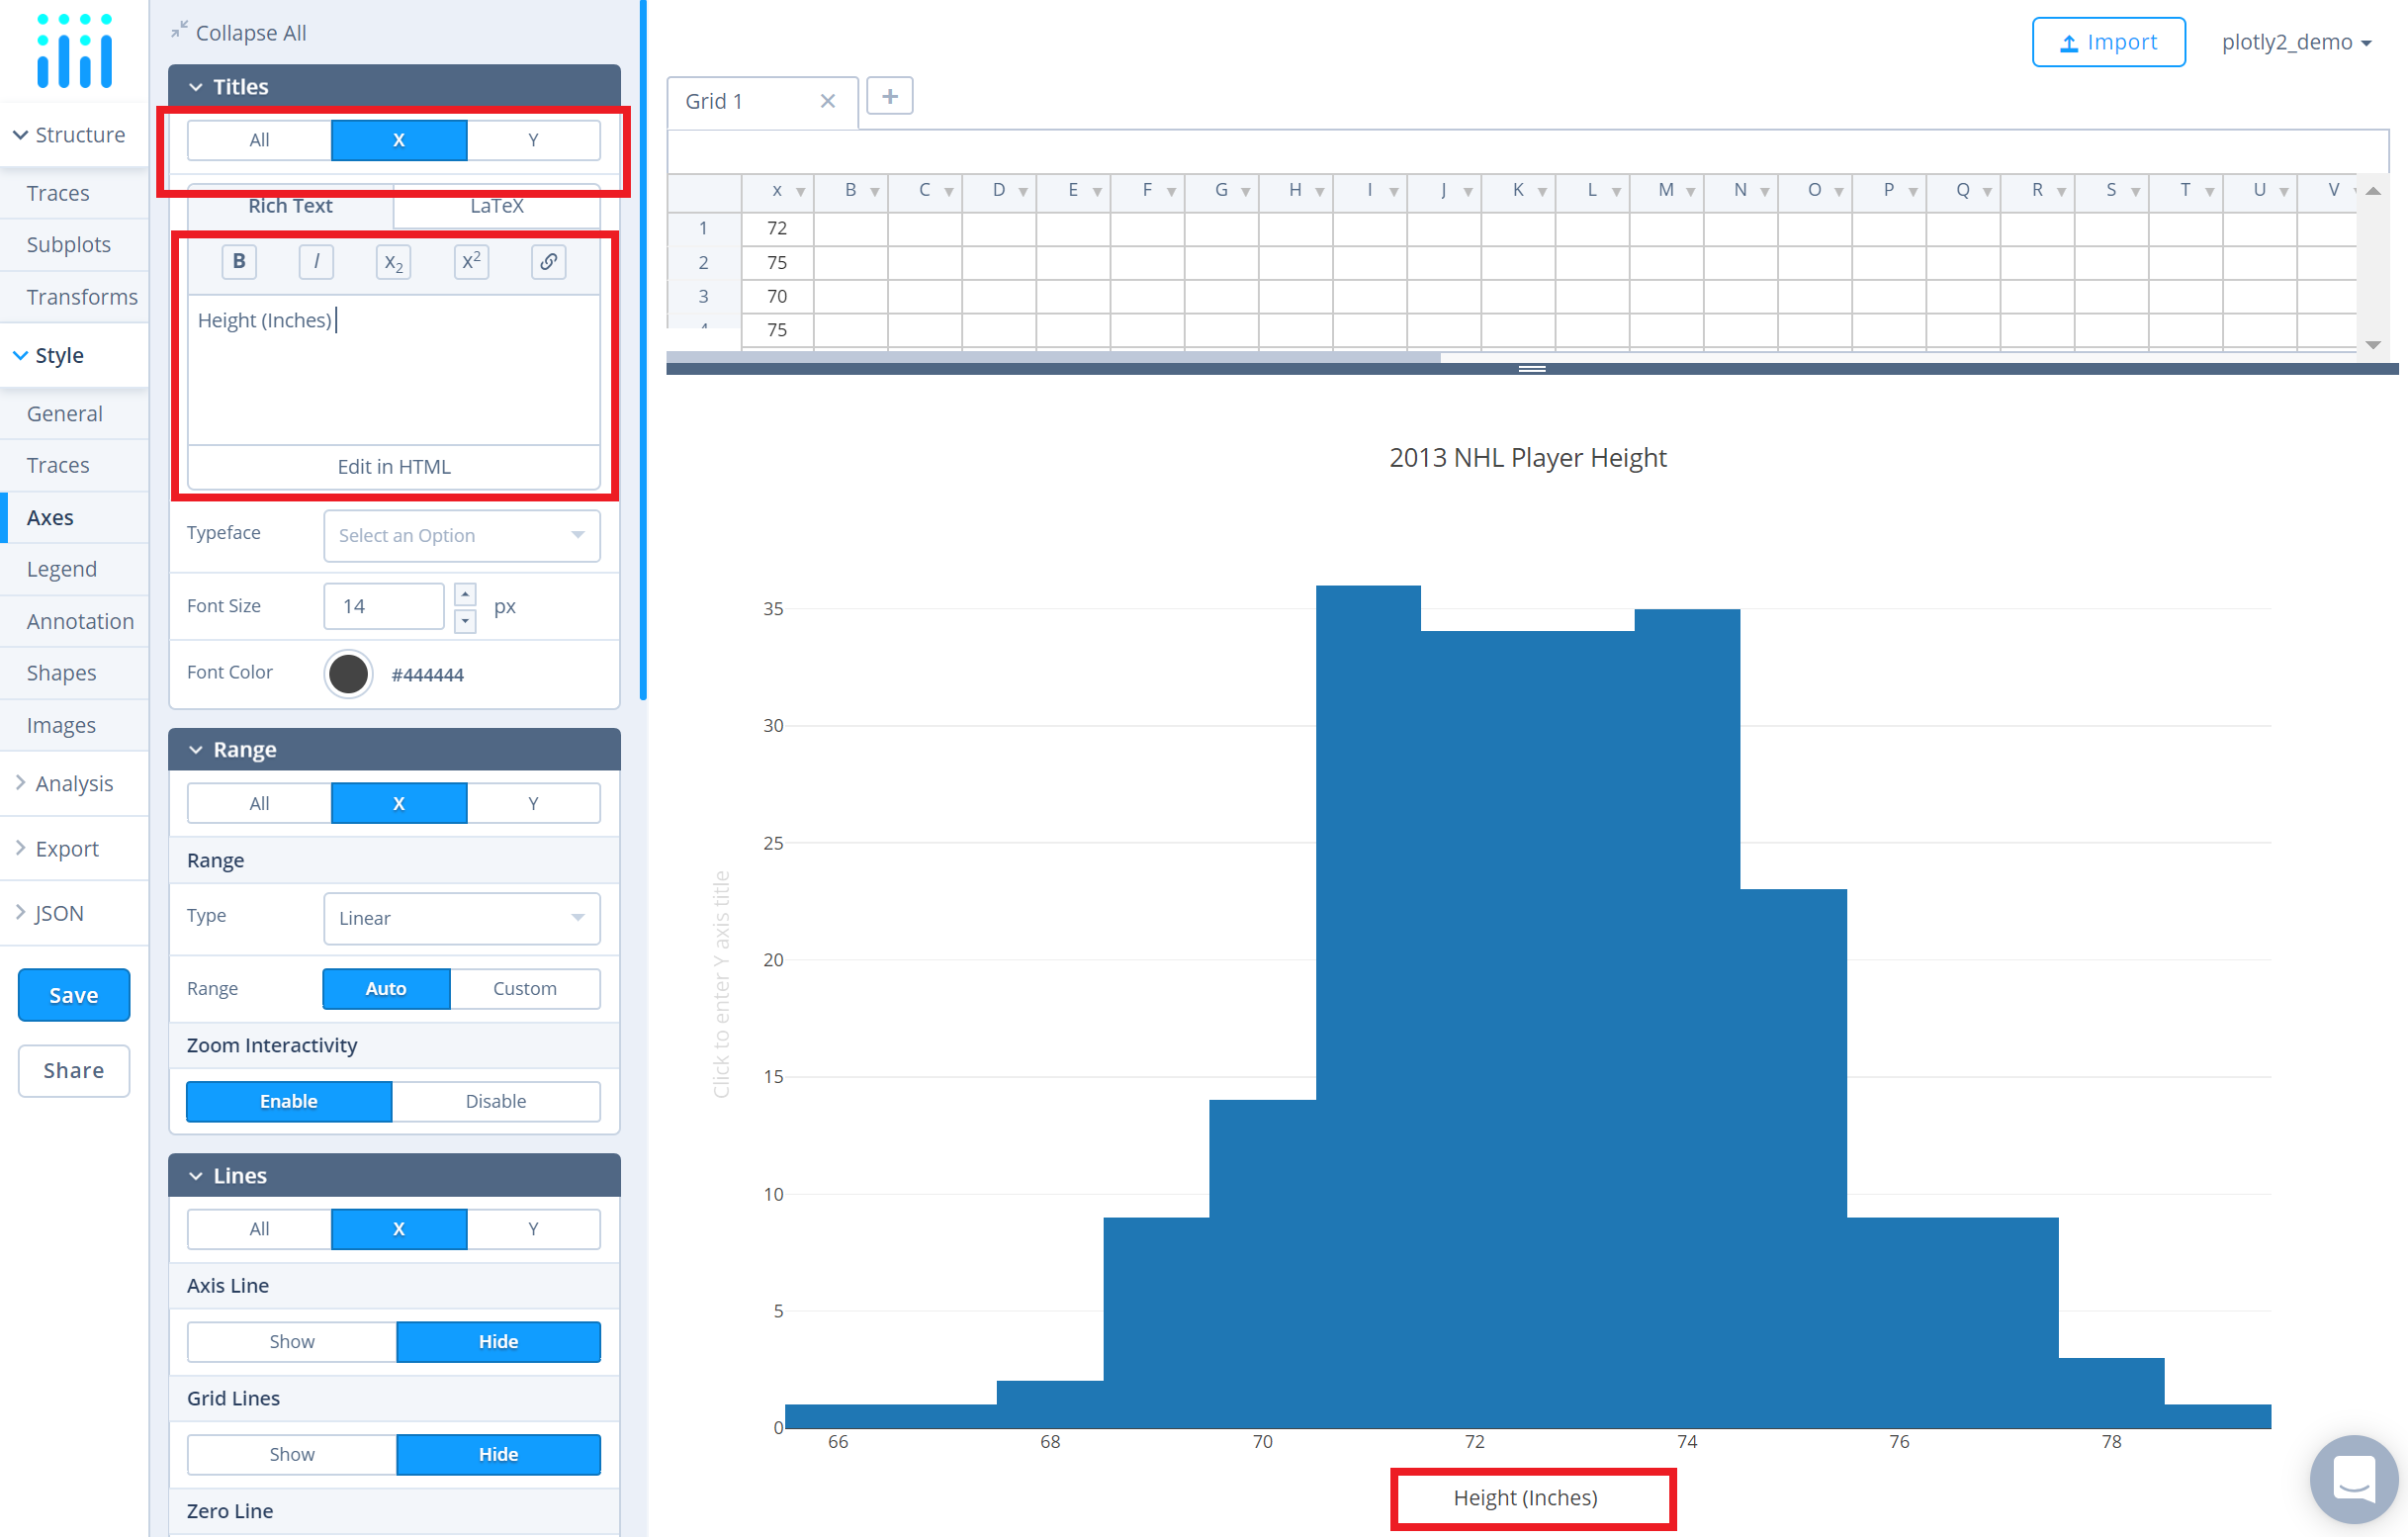 Collapse All
Titles
All X Y
Rich Text LaTeX
B I x2 x2
Height (Inches)
Edit in HTML
Typeface Select an Option
Font Size 14 px
Font Color #444444
Range
All X Y
Range
Type Linear
Range Auto Custom
Zoom Interactivity
Enable Disable
Lines
All X Y
Axis Line
Show Hide
Grid Lines
Show Hide
Zero Line
Structure
Traces
Subplots
Transforms
Style
General
Traces
Axes
Legend
Annotation
Shapes
Images
Analysis
Export
JSON
Save
Share
Import plotly2_demo
Grid 1 × +
x B C D E F G H I J K L M N O P Q R S T U V
1 72
2 75
3 70
4 75
2013 NHL Player Height
35
30
25
20
15
10
5
0
Click to enter Y axis title
66 68 70 72 74 76 78
Height (Inches)